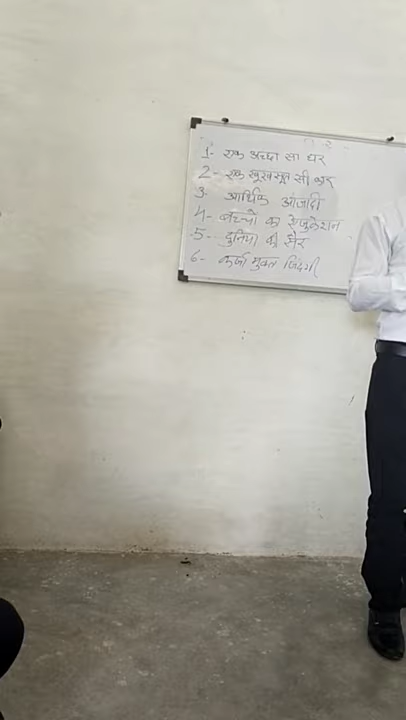 1- एक अच्छा सा घर
2- एक खुबसूरत सी कार
3- आर्थिक आजादी
4- बच्चों का एजुकेशन
5- दुनिया की सैर
6- कर्जा मुक्त जिंदगी